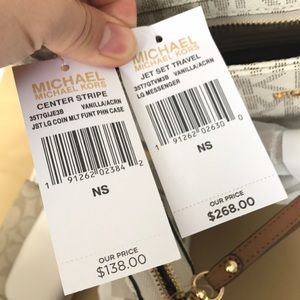 MICHAEL
MICHAEL KORS
CENTER STRIPE
35T7GIJE3B VANILLA/ACRN
JST LG COIN MLT FUNT PHN CASE
1 91262 02384 2
NS
OUR PRICE
$138.00
MICHAEL
MICHAEL KORS
JET SET TRAVEL
35T7GTVM3B VANILLA/ACRN
LG MESSENGER
1 91262 02630 0
NS
OUR PRICE
$268.00